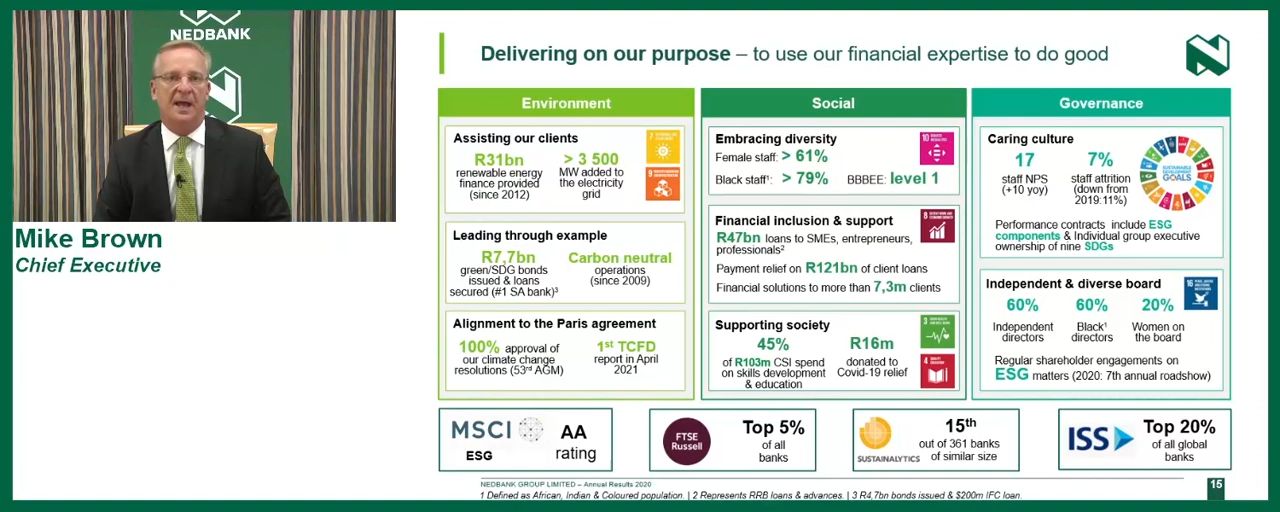 NEDBANK
Mike Brown
Chief Executive
Delivering on our purpose – to use our financial expertise to do good
Environment
Assisting our clients
R31bn
renewable energy
finance provided
(since 2012)
> 3 500
MW added to
the electricity
grid
7
9
Leading through example
R7,7bn
green/SDG bonds
issued & loans
secured (#1 SA bank)³
Carbon neutral
operations
(since 2009)
Alignment to the Paris agreement
100% approval of
our climate change
resolutions (53rd AGM)
1st TCFD
report in April
2021
Social
Embracing diversity
Female staff: > 61%
Black staff¹: > 79%
BBBEE: level 1
10
Financial inclusion & support
R47bn loans to SMEs, entrepreneurs,
professionals²
Payment relief on R121bn of client loans
Financial solutions to more than 7,3m clients
8
Supporting society
45%
of R103m CSI spend
on skills development
& education
R16m
donated to
Covid-19 relief
3
4
Governance
Caring culture
17
staff NPS
(+10 yoy)
7%
staff attrition
(down from
2019:11%)
SUSTAINABLE
DEVELOPMENT
GOALS
Performance contracts include ESG
components & Individual group executive
ownership of nine SDGs
Independent & diverse board
60%
Independent
directors
60%
Black¹
directors
20%
Women on
the board
16
Regular shareholder engagements on
ESG matters (2020: 7th annual roadshow)
MSCI
ESG
AA
rating
FTSE
Russell
Top 5%
of all
banks
SUSTAINALYTICS
15th
out of 361 banks
of similar size
ISS
Top 20%
of all global
banks
NEDBANK GROUP LIMITED – Annual Results 2020
1 Defined as African, Indian & Coloured population. | 2 Represents RRB loans & advances. | 3 R4,7bn bonds issued & $200m IFC loan.
15